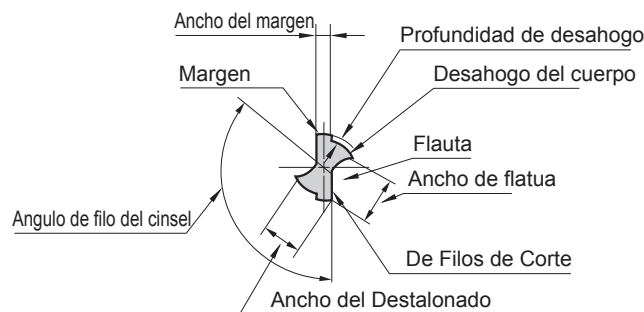 Ancho del margen
Profundidad de desahogo
Margen
Desahogo del cuerpo
Flauta
Ancho de flatua
Angulo de filo del cinsel
De Filos de Corte
Ancho del Destalonado